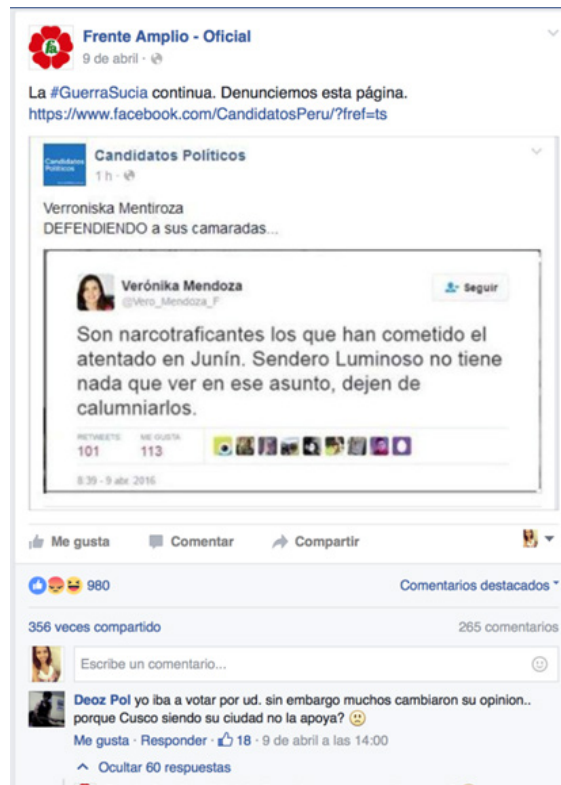 Frente Amplio - Oficial
9 de abril ·
La #GuerraSucia continua. Denunciemos esta página.
https://www.facebook.com/CandidatosPeru/?fref=ts
Candidatos Políticos
Candidatos Políticos
1 h ·
Verroniska Mentiroza
DEFENDIENDO a sus camaradas...
Verónika Mendoza
@Vero_Mendoza_F
Seguir
Son narcotraficantes los que han cometido el
atentado en Junín. Sendero Luminoso no tiene
nada que ver en ese asunto, dejen de
calumniarlos.
RETWEETS ME GUSTA
101 113
8:39 - 9 abr. 2016
Me gusta Comentar Compartir
980 Comentarios destacados
356 veces compartido 265 comentarios
Escribe un comentario...
Deoz Pol yo iba a votar por ud. sin embargo muchos cambiaron su opinion..
porque Cusco siendo su ciudad no la apoya?
Me gusta · Responder · 18 · 9 de abril a las 14:00
Ocultar 60 respuestas